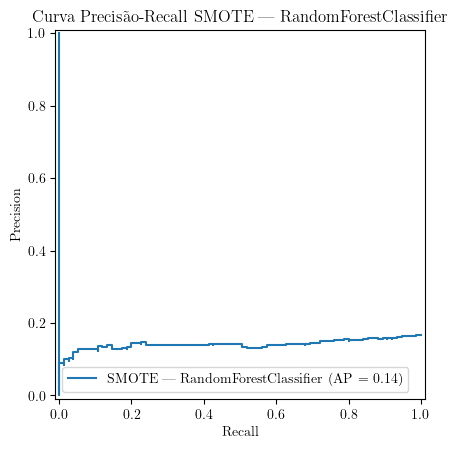 Curva Precisão-Recall SMOTE — RandomForestClassifier
1.0
0.8
0.6
0.4
0.2
0.0
Precision
SMOTE — RandomForestClassifier (AP = 0.14)
0.0 0.2 0.4 0.6 0.8 1.0
Recall